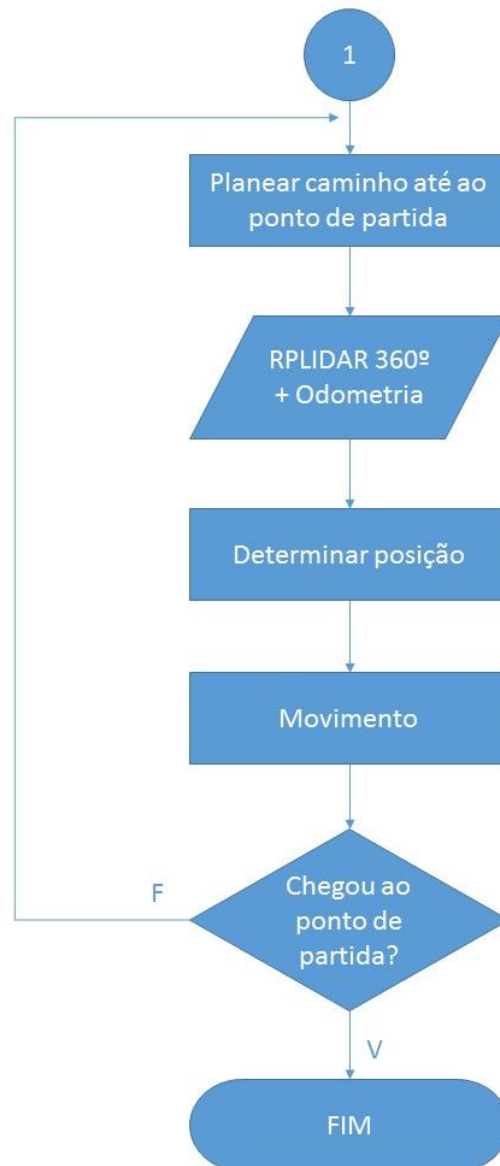 1
Planear caminho até ao
ponto de partida
RPLIDAR 360º
+ Odometria
Determinar posição
Movimento
Chegou ao
ponto de
partida?
F
V
FIM